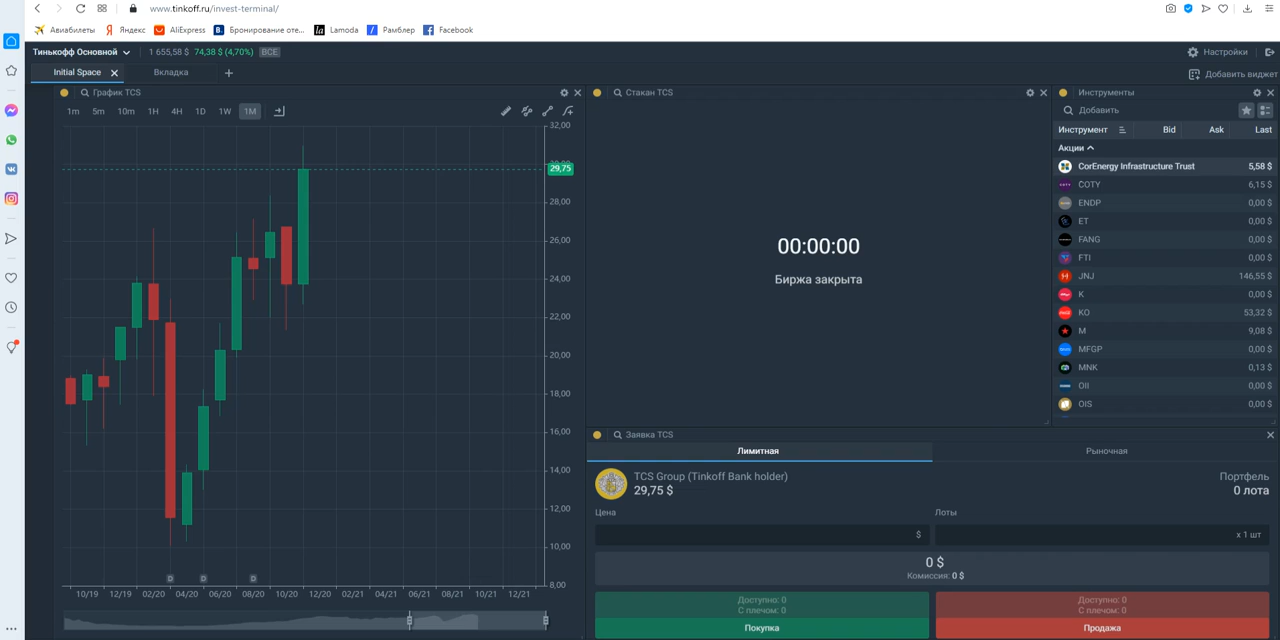 www.tinkoff.ru/invest-terminal/
Авиабилеты
Яндекс
AliExpress
Бронирование оте...
Lamoda
Рамблер
Facebook
Тинькофф Основной
1 655,58 $ 74,38 $ (4,70%) ВСЕ
Настройки
Initial Space
Вкладка
Добавить виджет
График TCS
1m 5m 10m 1H 4H 1D 1W 1M
32,00
29,75
28,00
26,00
24,00
22,00
20,00
18,00
16,00
14,00
12,00
10,00
8,00
D D D
10/19 12/19 02/20 04/20 06/20 08/20 10/20 12/20 02/21 04/21 06/21 08/21 10/21 12/21
Стакан TCS
00:00:00
Биржа закрыта
Инструменты
Добавить
Инструмент Bid Ask Last
Акции
CorEnergy Infrastructure Trust 5,58 $
COTY 6,15 $
ENDP 0,00 $
ET 0,00 $
FANG 0,00 $
FTI 0,00 $
JNJ 146,55 $
K 0,00 $
KO 53,32 $
M 9,08 $
MFGP 0,00 $
MNK 0,13 $
OII 0,00 $
OIS 0,00 $
Заявка TCS
Лимитная
Рыночная
TCS Group (Tinkoff Bank holder)
29,75 $
Портфель
0 лота
Цена
$
Лоты
x 1 шт
0 $
Комиссия: 0 $
Доступно: 0
С плечом: 0
Покупка
Доступно: 0
С плечом: 0
Продажа